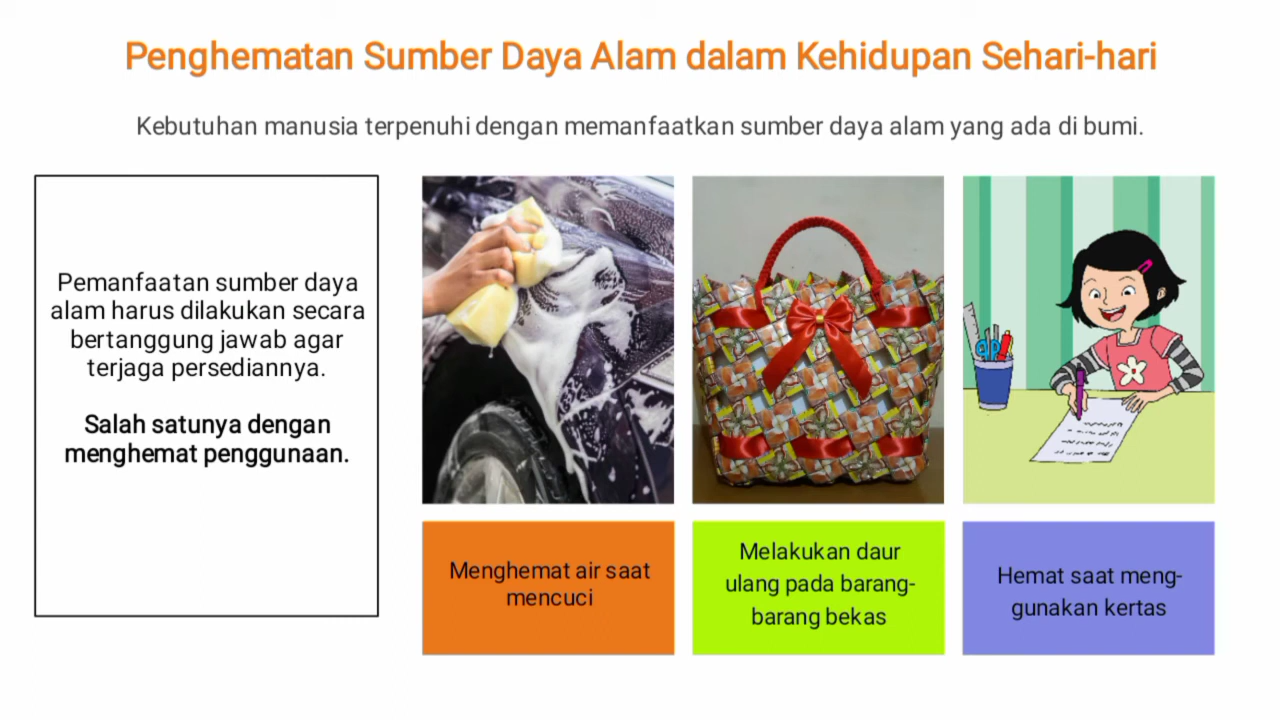 Penghematan Sumber Daya Alam dalam Kehidupan Sehari-hari
Kebutuhan manusia terpenuhi dengan memanfaatkan sumber daya alam yang ada di bumi.
Pemanfaatan sumber daya
alam harus dilakukan secara
bertanggung jawab agar
terjaga persediannya.
Salah satunya dengan
menghemat penggunaan.
Menghemat air saat
mencuci
Melakukan daur
ulang pada barang-
barang bekas
Hemat saat meng-
gunakan kertas